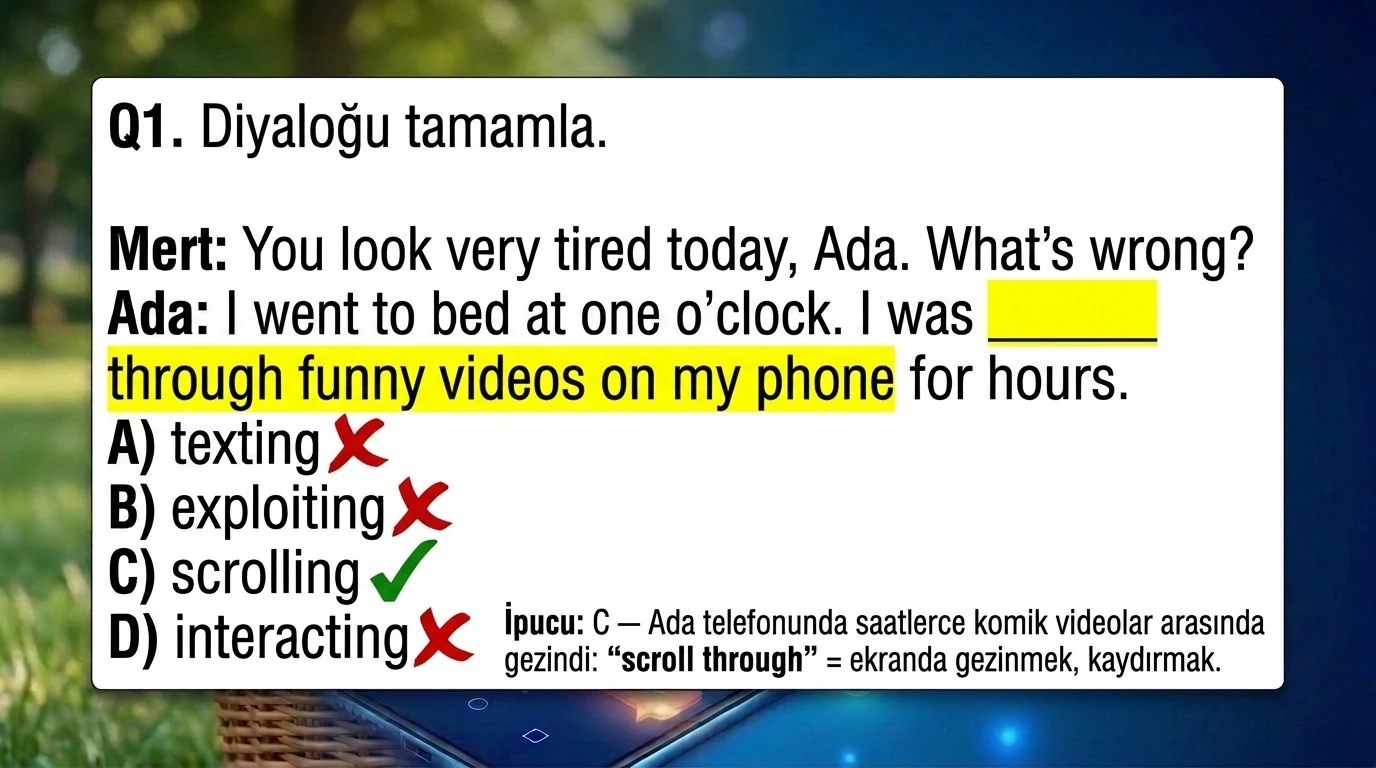 Q1. Diyaloğu tamamla.
Mert: You look very tired today, Ada. What’s wrong?
Ada: I went to bed at one o’clock. I was ________
through funny videos on my phone for hours.
A) texting
B) exploiting
C) scrolling
D) interacting
İpucu: C — Ada telefonunda saatlerce komik videolar arasında
gezindi: “scroll through” = ekranda gezinmek, kaydırmak.